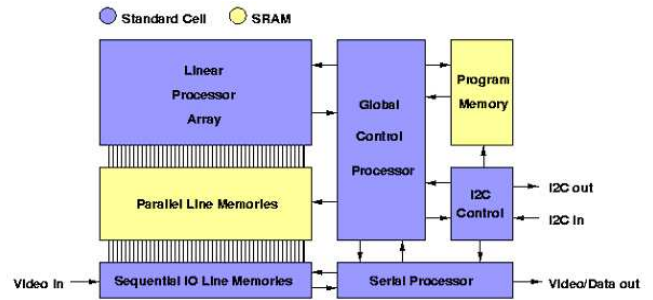 Standard Cell
SRAM
Linear
Processor
Array
Global
Control
Processor
Program
Memory
Parallel Line Memories
I2C
Control
I2C out
I2C in
Video in
Sequential IO Line Memories
Serial Processor
Video/Data out